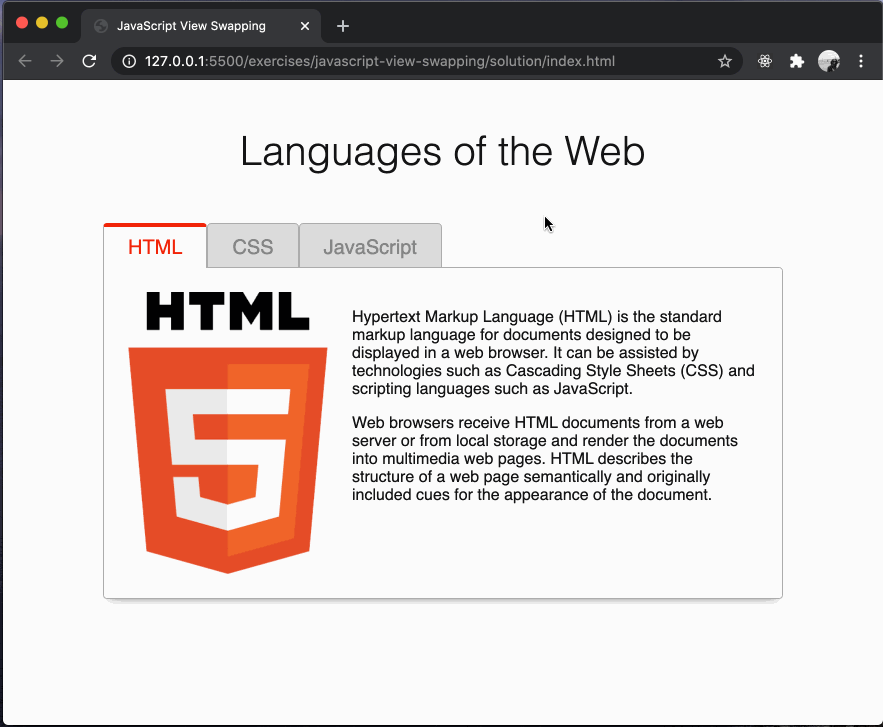 JavaScript View Swapping
127.0.0.1:5500/exercises/javascript-view-swapping/solution/index.html
Languages of the Web
HTML CSS JavaScript
HTML
5
Hypertext Markup Language (HTML) is the standard
markup language for documents designed to be
displayed in a web browser. It can be assisted by
technologies such as Cascading Style Sheets (CSS) and
scripting languages such as JavaScript.
Web browsers receive HTML documents from a web
server or from local storage and render the documents
into multimedia web pages. HTML describes the
structure of a web page semantically and originally
included cues for the appearance of the document.